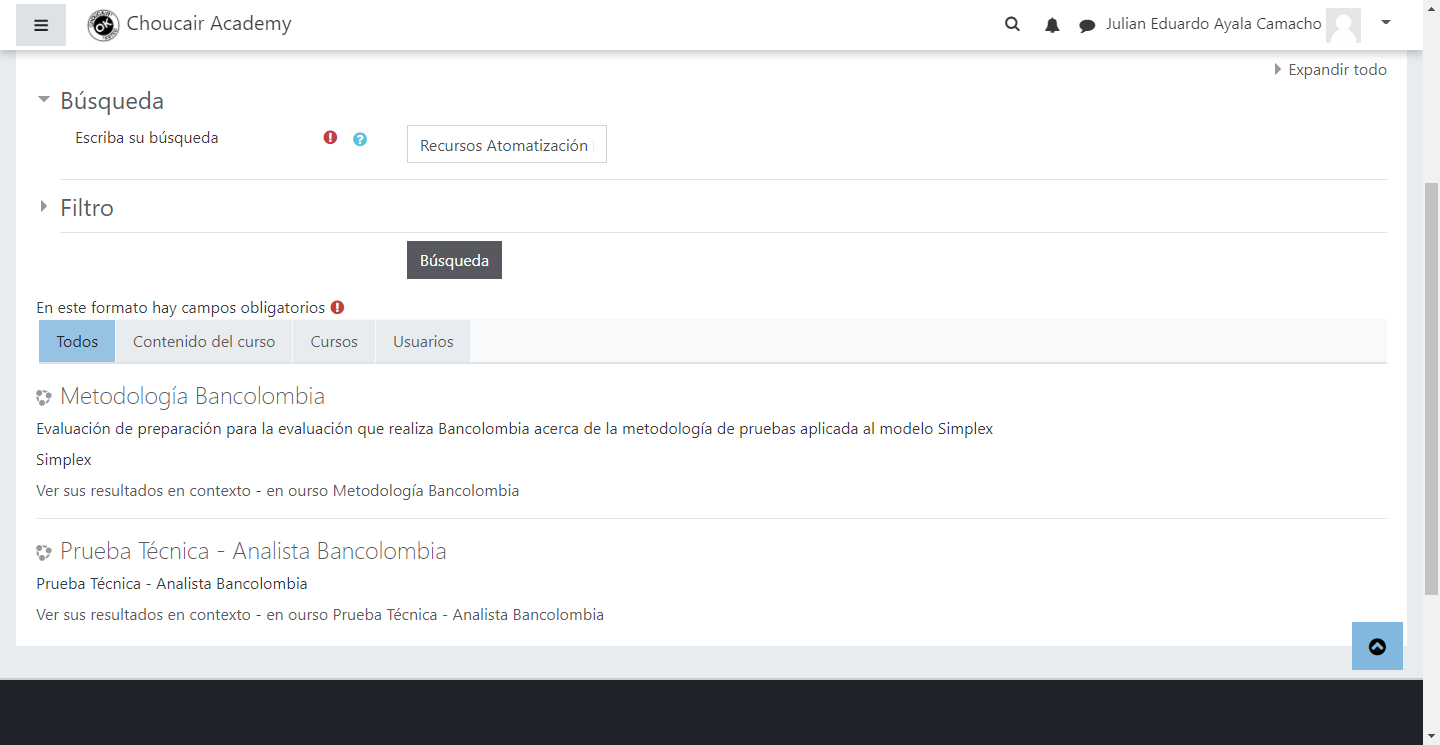 Choucair Academy
Julian Eduardo Ayala Camacho
Expandir todo
Búsqueda
Escriba su búsqueda
Recursos Atomatización
Filtro
Búsqueda
En este formato hay campos obligatorios
Todos
Contenido del curso
Cursos
Usuarios
Metodología Bancolombia
Evaluación de preparación para la evaluación que realiza Bancolombia acerca de la metodología de pruebas aplicada al modelo Simplex
Simplex
Ver sus resultados en contexto - en ourso Metodología Bancolombia
Prueba Técnica - Analista Bancolombia
Prueba Técnica - Analista Bancolombia
Ver sus resultados en contexto - en ourso Prueba Técnica - Analista Bancolombia